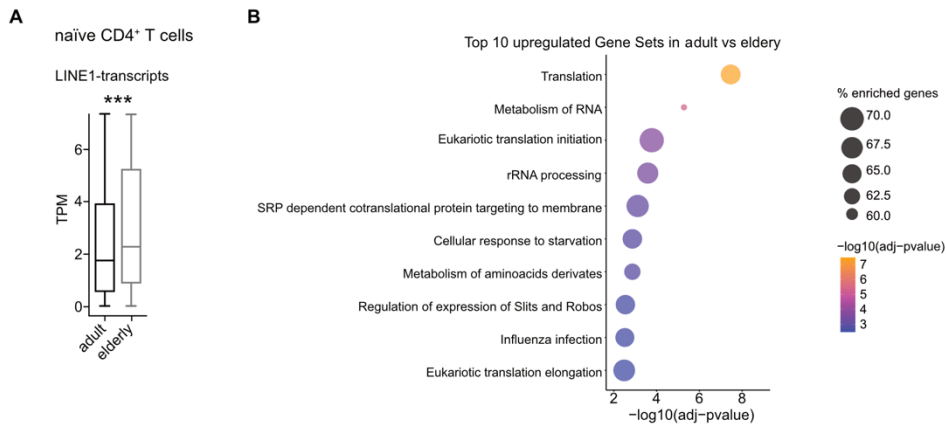 A
naïve CD4+ T cells
LINE1-transcripts
***
TPM
6
4
2
0
adult
elderly
B
Top 10 upregulated Gene Sets in adult vs eldery
Translation
Metabolism of RNA
Eukariotic translation initiation
rRNA processing
SRP dependent cotranslational protein targeting to membrane
Cellular response to starvation
Metabolism of aminoacids derivates
Regulation of expression of Slits and Robos
Influenza infection
Eukariotic translation elongation
2 4 6 8
−log10(adj-pvalue)
% enriched genes
70.0
67.5
65.0
62.5
60.0
−log10(adj-pvalue)
7
6
5
4
3